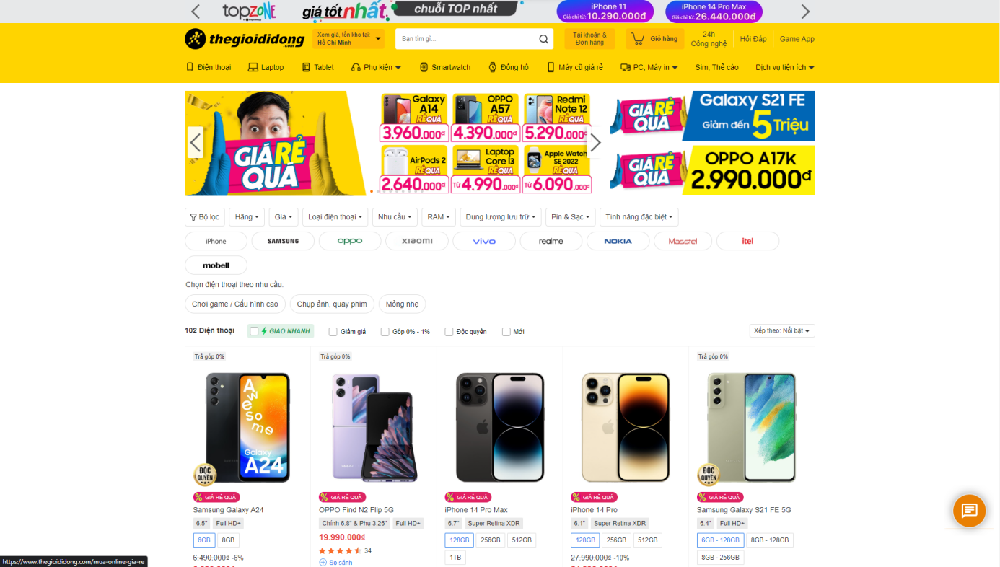 topzone
giá tốt nhất
chuỗi TOP nhất
iPhone 11
Giá chỉ từ: 10.290.000đ
iPhone 14 Pro Max
Giá chỉ từ: 26.440.000đ
thegioididong
.com
Xem giá, tồn kho tại:
Hồ Chí Minh
Bạn tìm gì...
Tài khoản &
Đơn hàng
Giỏ hàng
24h
Công nghệ
Hỏi Đáp
Game App
Điện thoại
Laptop
Tablet
Phụ kiện
Smartwatch
Đồng hồ
Máy cũ giá rẻ
PC, Máy in
Sim, Thẻ cào
Dịch vụ tiện ích
GIÁ RẺ
QUÁ
Galaxy
A14
RẺ QUÁ
3.960.000đ
OPPO
A57
RẺ QUÁ
4.390.000đ
Redmi
Note 12
RẺ QUÁ
5.290.000đ
AirPods 2
RẺ QUÁ
2.640.000đ
Laptop
Core i3
RẺ QUÁ
Từ 4.990.000đ
Apple Watch
SE 2022
RẺ QUÁ
Từ 6.090.000đ
GIÁ RẺ
QUÁ
Galaxy S21 FE
Giảm đến 5 Triệu
GIÁ RẺ
QUÁ
OPPO A17K
2.990.000đ
Bộ lọc
Hãng
Giá
Loại điện thoại
Nhu cầu
RAM
Dung lượng lưu trữ
Pin & Sạc
Tính năng đặc biệt
iPhone
SAMSUNG
oppo
xiaomi
vivo
realme
NOKIA
Masstel
itel
mobell
Chọn điện thoại theo nhu cầu:
Chơi game / Cấu hình cao
Chụp ảnh, quay phim
Mỏng nhẹ
102 Điện thoại
GIAO NHANH
Giảm giá
Góp 0% - 1%
Độc quyền
Mới
Xếp theo: Nổi bật
Trả góp 0%
Awesome
Galaxy
A24
ĐỘC
QUYỀN
GIÁ RẺ QUÁ
Samsung Galaxy A24
6.5"
Full HD+
6GB
8GB
6.490.000₫ -6%
Trả góp 0%
GIÁ RẺ QUÁ
OPPO Find N2 Flip 5G
Chính 6.8" & Phụ 3.26"
Full HD+
19.990.000₫
34
So sánh
GIÁ RẺ QUÁ
iPhone 14 Pro Max
6.7"
Super Retina XDR
128GB
256GB
512GB
1TB
GIÁ RẺ QUÁ
iPhone 14 Pro
6.1"
Super Retina XDR
128GB
256GB
512GB
27.990.000₫ -10%
Trả góp 0%
ĐỘC
QUYỀN
GIÁ RẺ QUÁ
Samsung Galaxy S21 FE 5G
6.4"
Full HD+
6GB - 128GB
8GB - 128GB
8GB - 256GB
https://www.thegioididong.com/mua-online-gia-re